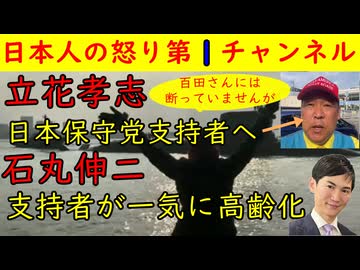 日本人の怒り第1チャンネル
立花孝志
百田さんには
断っていませんが
日本保守党支持者へ
石丸伸二
支持者が一気に高齢化